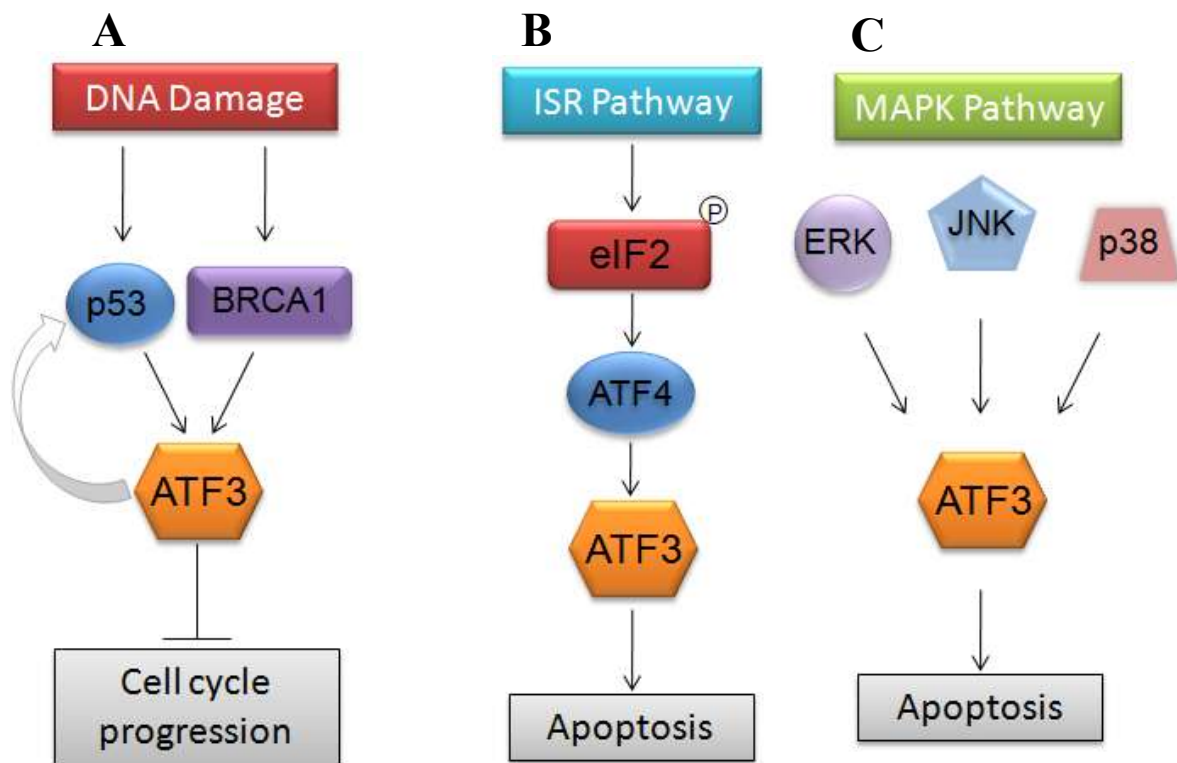 A
DNA Damage
p53
BRCA1
ATF3
Cell cycle
progression
B
ISR Pathway
P
eIF2
ATF4
ATF3
Apoptosis
C
MAPK Pathway
ERK
JNK
p38
ATF3
Apoptosis